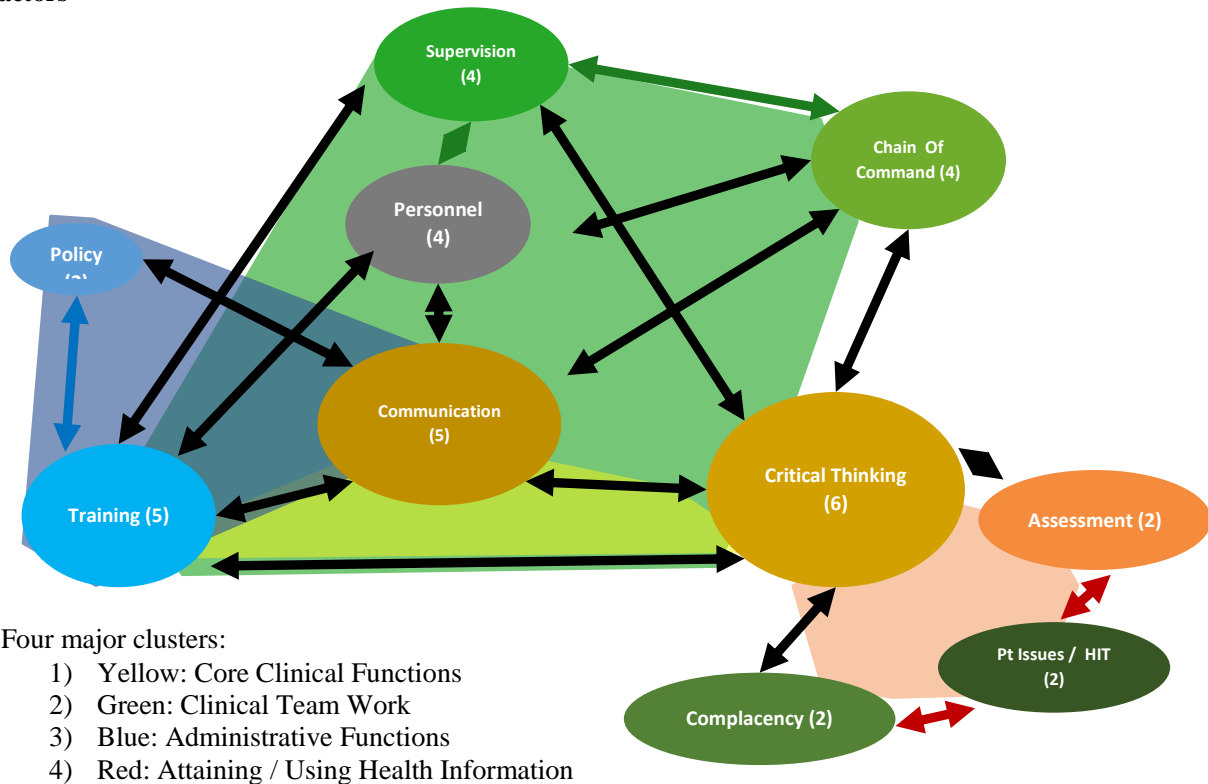 Supervision
(4)
Chain Of
Command (4)
Personnel
(4)
Policy
Communication
(5)
Critical Thinking
(6)
Training (5)
Assessment (2)
Pt Issues / HIT
(2)
Complacency (2)
Four major clusters:
1) Yellow: Core Clinical Functions
2) Green: Clinical Team Work
3) Blue: Administrative Functions
4) Red: Attaining / Using Health Information